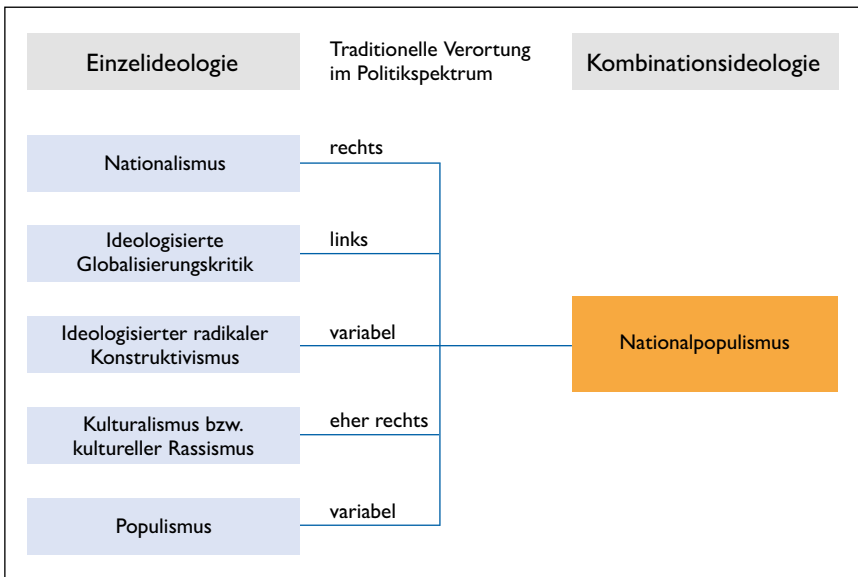 Einzelideologie
Traditionelle Verortung
im Politikspektrum
Kombinationsideologie
Nationalismus
rechts
Ideologisierte
Globalisierungskritik
links
Ideologisierter radikaler
Konstruktivismus
variabel
Nationalpopulismus
Kulturalismus bzw.
kultureller Rassismus
eher rechts
Populismus
variabel